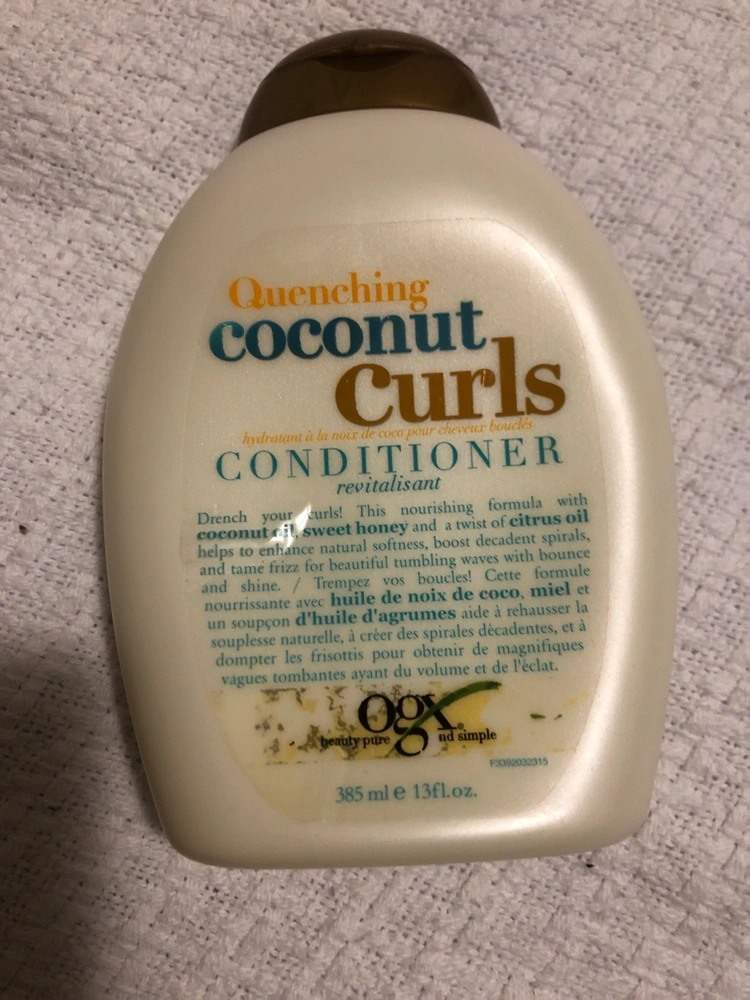 Quenching
coconut
Curls
hydratant à la noix de coco pour cheveux bouclés
CONDITIONER
revitalisant
Drench your curls! This nourishing formula with
coconut oil, sweet honey and a twist of citrus oil
helps to enhance natural softness, boost decadent spirals,
and tame frizz for beautiful tumbling waves with bounce
and shine. / Trempez vos boucles! Cette formule
nourrissante avec huile de noix de coco, miel et
un soupçon d'huile d'agrumes aide à rehausser la
souplesse naturelle, à créer des spirales décadentes, et à
dompter les frisottis pour obtenir de magnifiques
vagues tombantes ayant du volume et de l'éclat.
ogx®
beauty pure nd simple
F3392032315
385 ml e 13fl.oz.